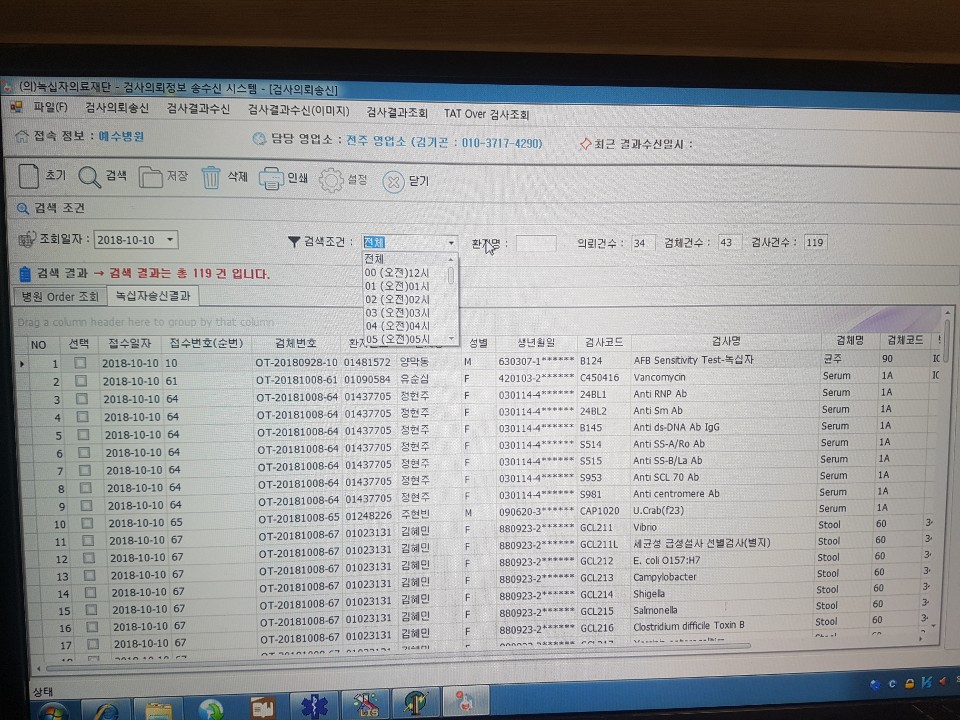 (의)녹십자의료재단 - 검사의뢰정보 송수신 시스템 - [검사의뢰송신]
파일(F) 검사의뢰송신 검사결과수신 검사결과수신(이미지) 검사결과조회 TAT Over 검사조회
접속 정보 : 예수병원 담당 영업소 : 전주 영업소 (김기곤 : 010-3717-4290) 최근 결과수신일시 :
초기 검색 저장 삭제 인쇄 설정 닫기
검색 조건
조회일자 : 2018-10-10 검색조건 : 전체 환자명 : 의뢰건수 : 34 검체건수 : 43 검사건수 : 119
전체
00 (오전)12시
01 (오전)01시
02 (오전)02시
03 (오전)03시
04 (오전)04시
05 (오전)05시
검색 결과 → 검색 결과는 총 119 건 입니다.
병원 Order 조회 녹십자송신결과
Drag a column header here to group by that column
NO 선택 접수일자 접수번호(순번) 검체번호 성별 생년월일 검사코드 검사명 검체명 검체코드
1 2018-10-10 10 OT-20180928-10 01481572 양막동 M 630307-1****** B124 AFB Sensitivity Test-녹십자 균주 90
2 2018-10-10 61 OT-20181008-61 01090584 유순섭 F 420103-2****** C450416 Vancomycin Serum 1A
3 2018-10-10 64 OT-20181008-64 01437705 정현주 F 030114-4****** 24BL1 Anti RNP Ab Serum 1A
4 2018-10-10 64 OT-20181008-64 01437705 정현주 F 030114-4****** 24BL2 Anti Sm Ab Serum 1A
5 2018-10-10 64 OT-20181008-64 01437705 정현주 F 030114-4****** B145 Anti ds-DNA Ab IgG Serum 1A
6 2018-10-10 64 OT-20181008-64 01437705 정현주 F 030114-4****** S514 Anti SS-A/Ro Ab Serum 1A
7 2018-10-10 64 OT-20181008-64 01437705 정현주 F 030114-4****** S515 Anti SS-B/La Ab Serum 1A
8 2018-10-10 64 OT-20181008-64 01437705 정현주 F 030114-4****** S953 Anti SCL 70 Ab Serum 1A
9 2018-10-10 64 OT-20181008-64 01437705 정현주 F 030114-4****** S981 Anti centromere Ab Serum 1A
10 2018-10-10 65 OT-20181008-65 01248226 주현빈 M 090620-3****** CAP1020 U.Crab(f23) Serum 1A
11 2018-10-10 67 OT-20181008-67 01023131 김혜민 F 880923-2****** GCL211 Vibrio Stool 60
12 2018-10-10 67 OT-20181008-67 01023131 김혜민 F 880923-2****** GCL211L 세균성 급성설사 선별검사(별지) Stool 60
13 2018-10-10 67 OT-20181008-67 01023131 김혜민 F 880923-2****** GCL212 E. coli O157:H7 Stool 60
14 2018-10-10 67 OT-20181008-67 01023131 김혜민 F 880923-2****** GCL213 Campylobacter Stool 60
15 2018-10-10 67 OT-20181008-67 01023131 김혜민 F 880923-2****** GCL214 Shigella Stool 60
16 2018-10-10 67 OT-20181008-67 01023131 김혜민 F 880923-2****** GCL215 Salmonella Stool 60
17 2018-10-10 67 OT-20181008-67 01023131 김혜민 F 880923-2****** GCL216 Clostridium difficile Toxin B Stool 60
상태
LIS